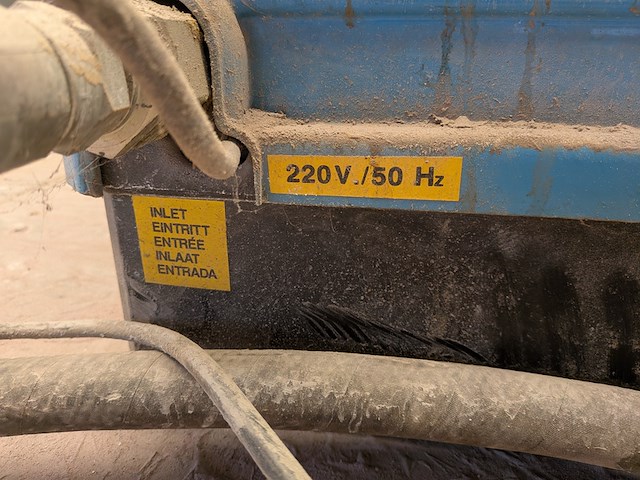 220V./50 Hz
INLET
EINTRITT
ENTRÉE
INLAAT
ENTRADA